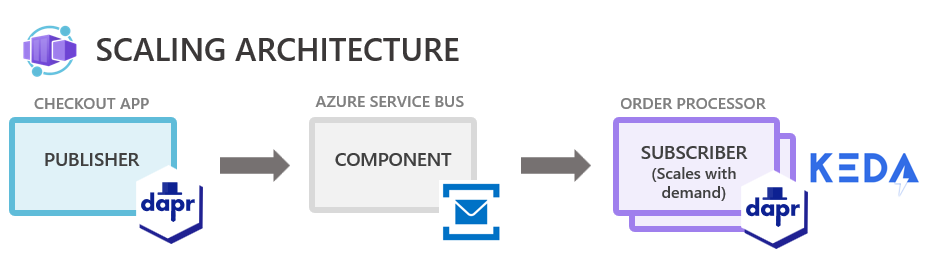 SCALING ARCHITECTURE
CHECKOUT APP
PUBLISHER
dapr
AZURE SERVICE BUS
COMPONENT
ORDER PROCESSOR
SUBSCRIBER
(Scales with
demand)
dapr
KEDA